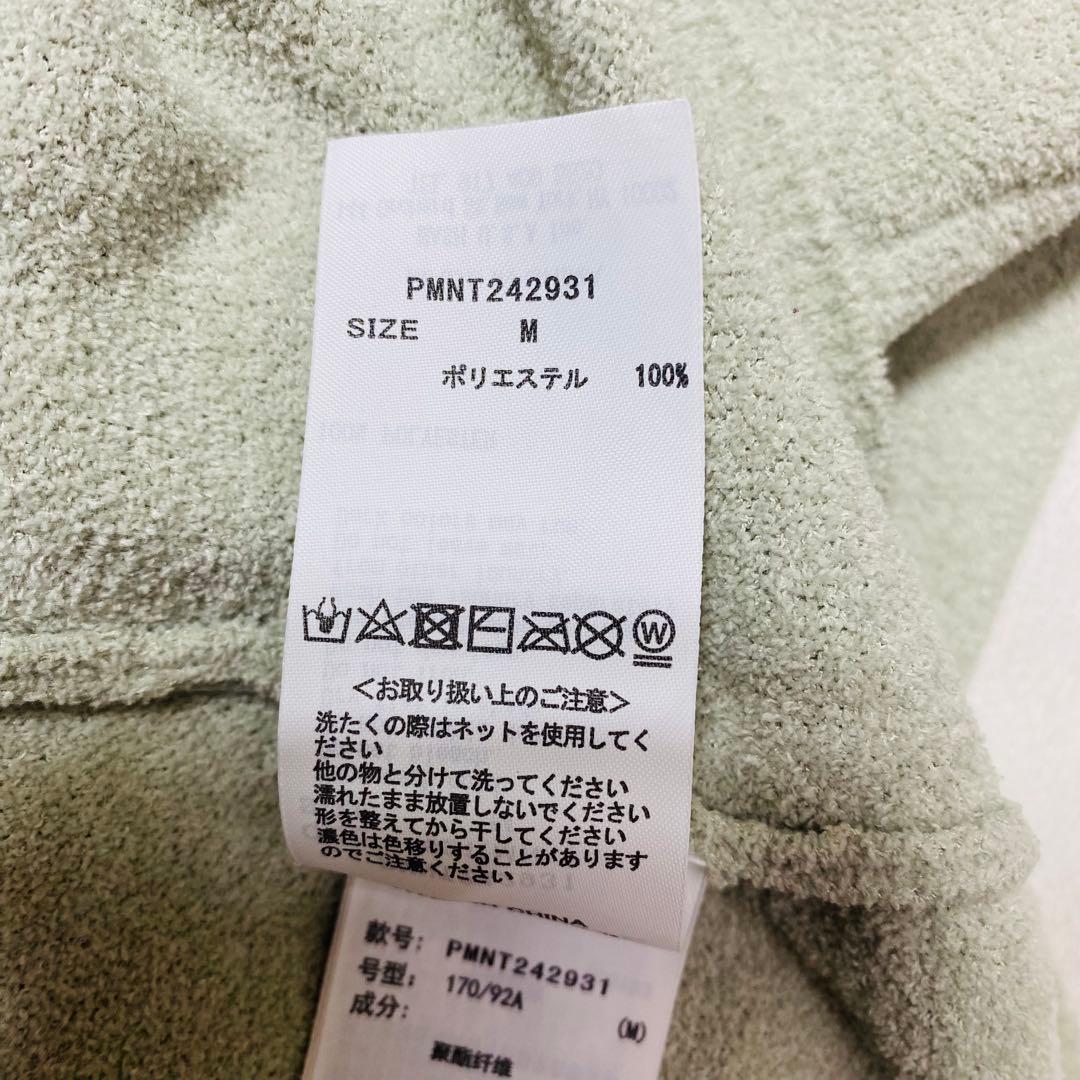 PMNT242931
SIZE M
ポリエステル 100%
W
<お取り扱い上のご注意>
洗たくの際はネットを使用してく
ださい
他の物と分けて洗ってください
濡れたまま放置しないでください
形を整えてから干してください
濃色は色移りすることがあります
のでご注意ください
CHINA
款号: PMNT242931
号型: 170/92A
(M)
成分:
聚酯纤维